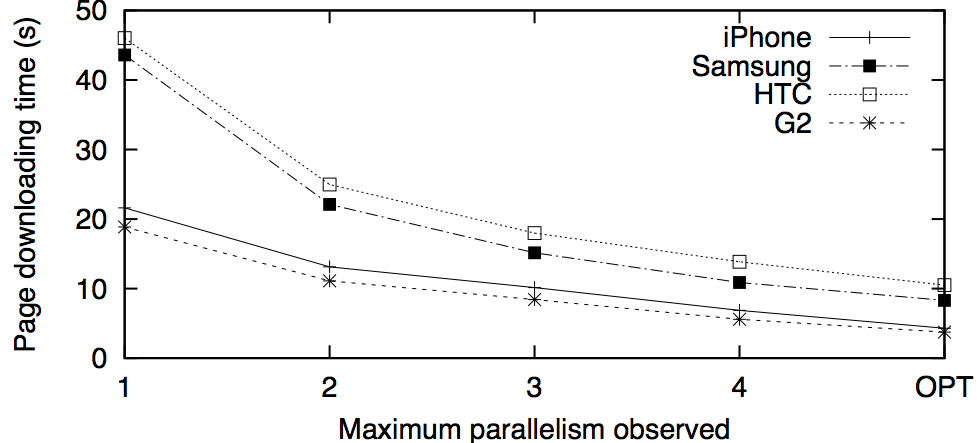 Page downloading time (s)
50
40
30
20
10
0
iPhone
Samsung
HTC
G2
1 2 3 4 OPT
Maximum parallelism observed